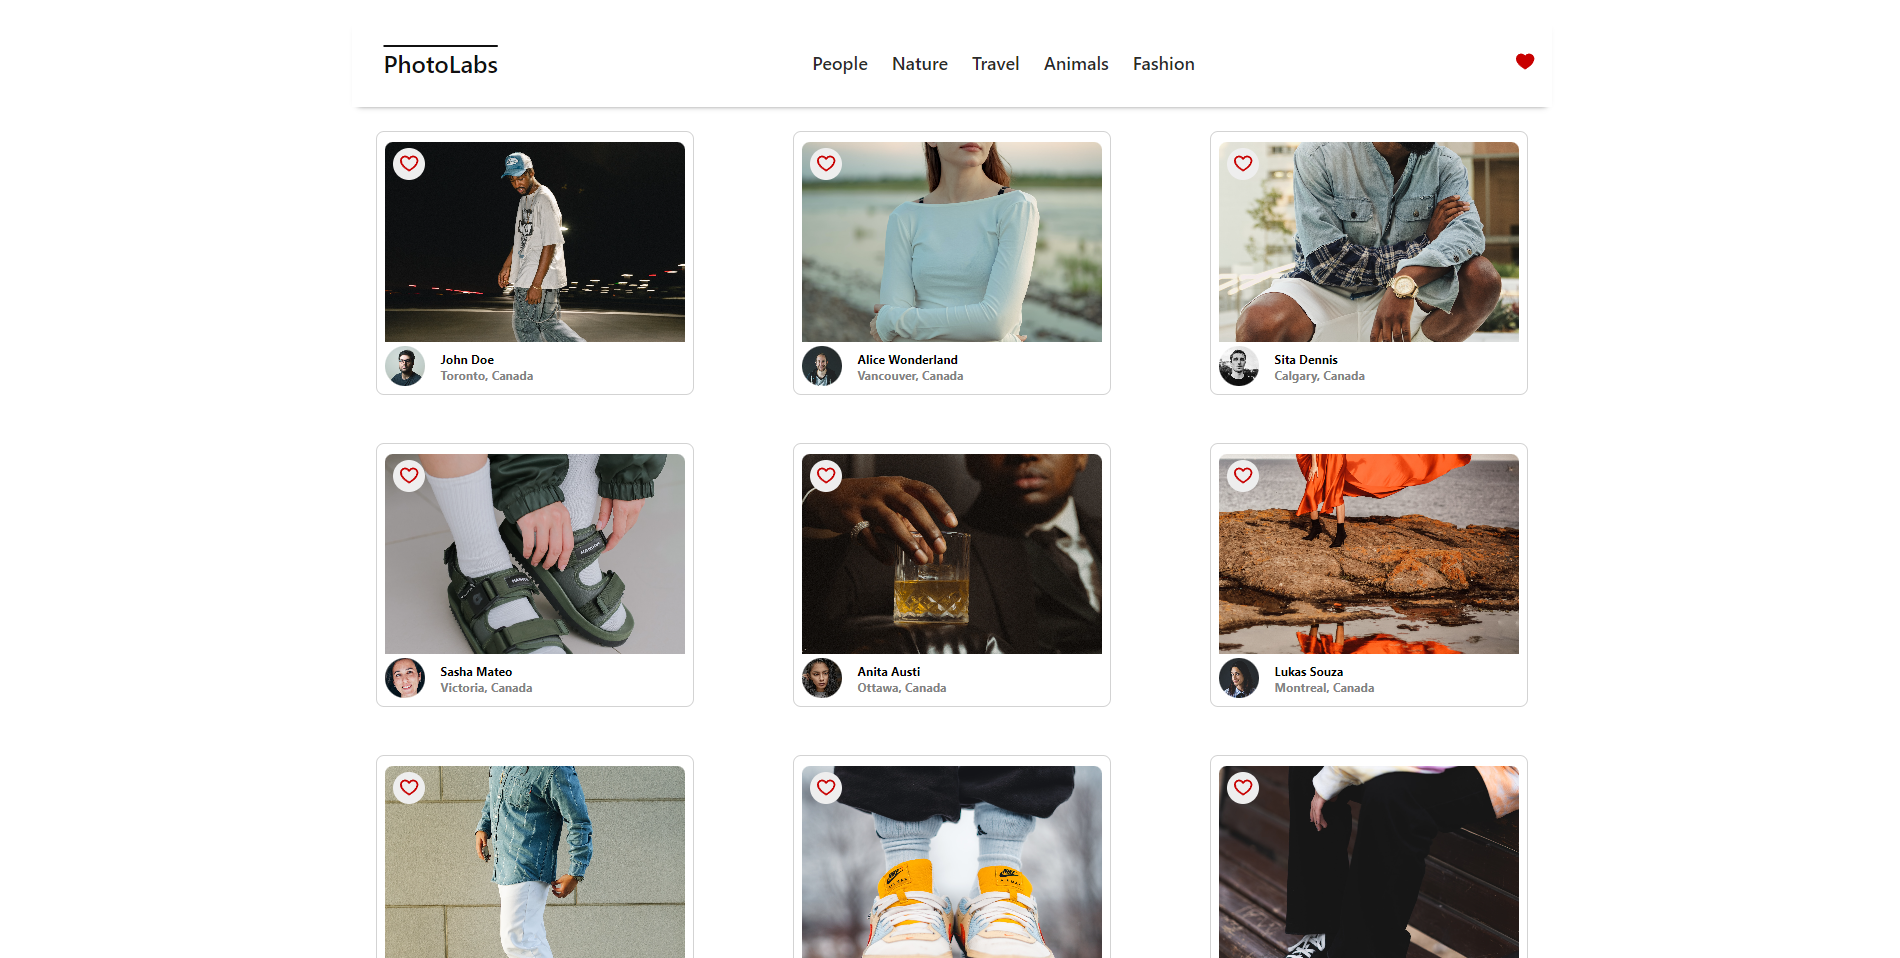 PhotoLabs
People Nature Travel Animals Fashion
John Doe
Toronto, Canada
Alice Wonderland
Vancouver, Canada
Sita Dennis
Calgary, Canada
Sasha Mateo
Victoria, Canada
Anita Austi
Ottawa, Canada
Lukas Souza
Montreal, Canada